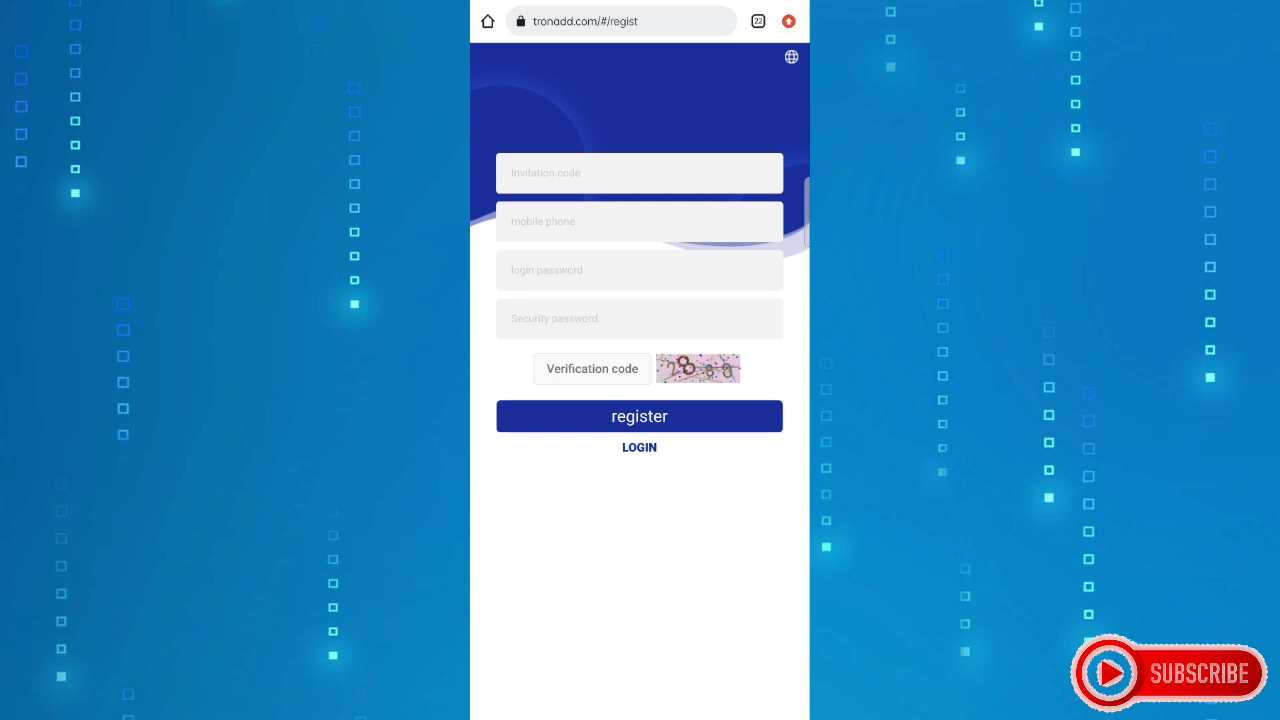 tronadd.com/#/regist
22
Invitation code
mobile phone
login password
Security password
Verification code
register
LOGIN
SUBSCRIBE